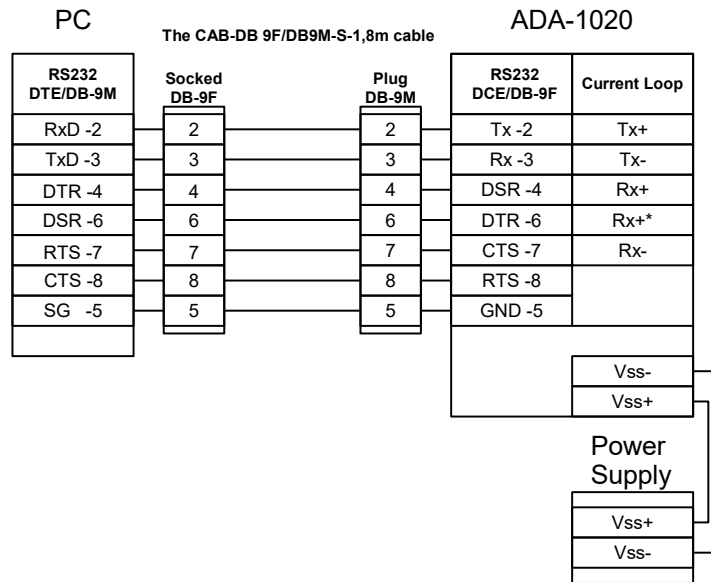 PC
The CAB-DB 9F/DB9M-S-1,8m cable
ADA-1020
RS232
DTE/DB-9M
Socked
DB-9F
Plug
DB-9M
RS232
DCE/DB-9F
Current Loop
RxD -2 2 2 Tx -2 Tx+
TxD -3 3 3 Rx -3 Tx-
DTR -4 4 4 DSR -4 Rx+
DSR -6 6 6 DTR -6 Rx+*
RTS -7 7 7 CTS -7 Rx-
CTS -8 8 8 RTS -8
SG -5 5 5 GND -5
Vss-
Vss+
Power
Supply
Vss+
Vss-